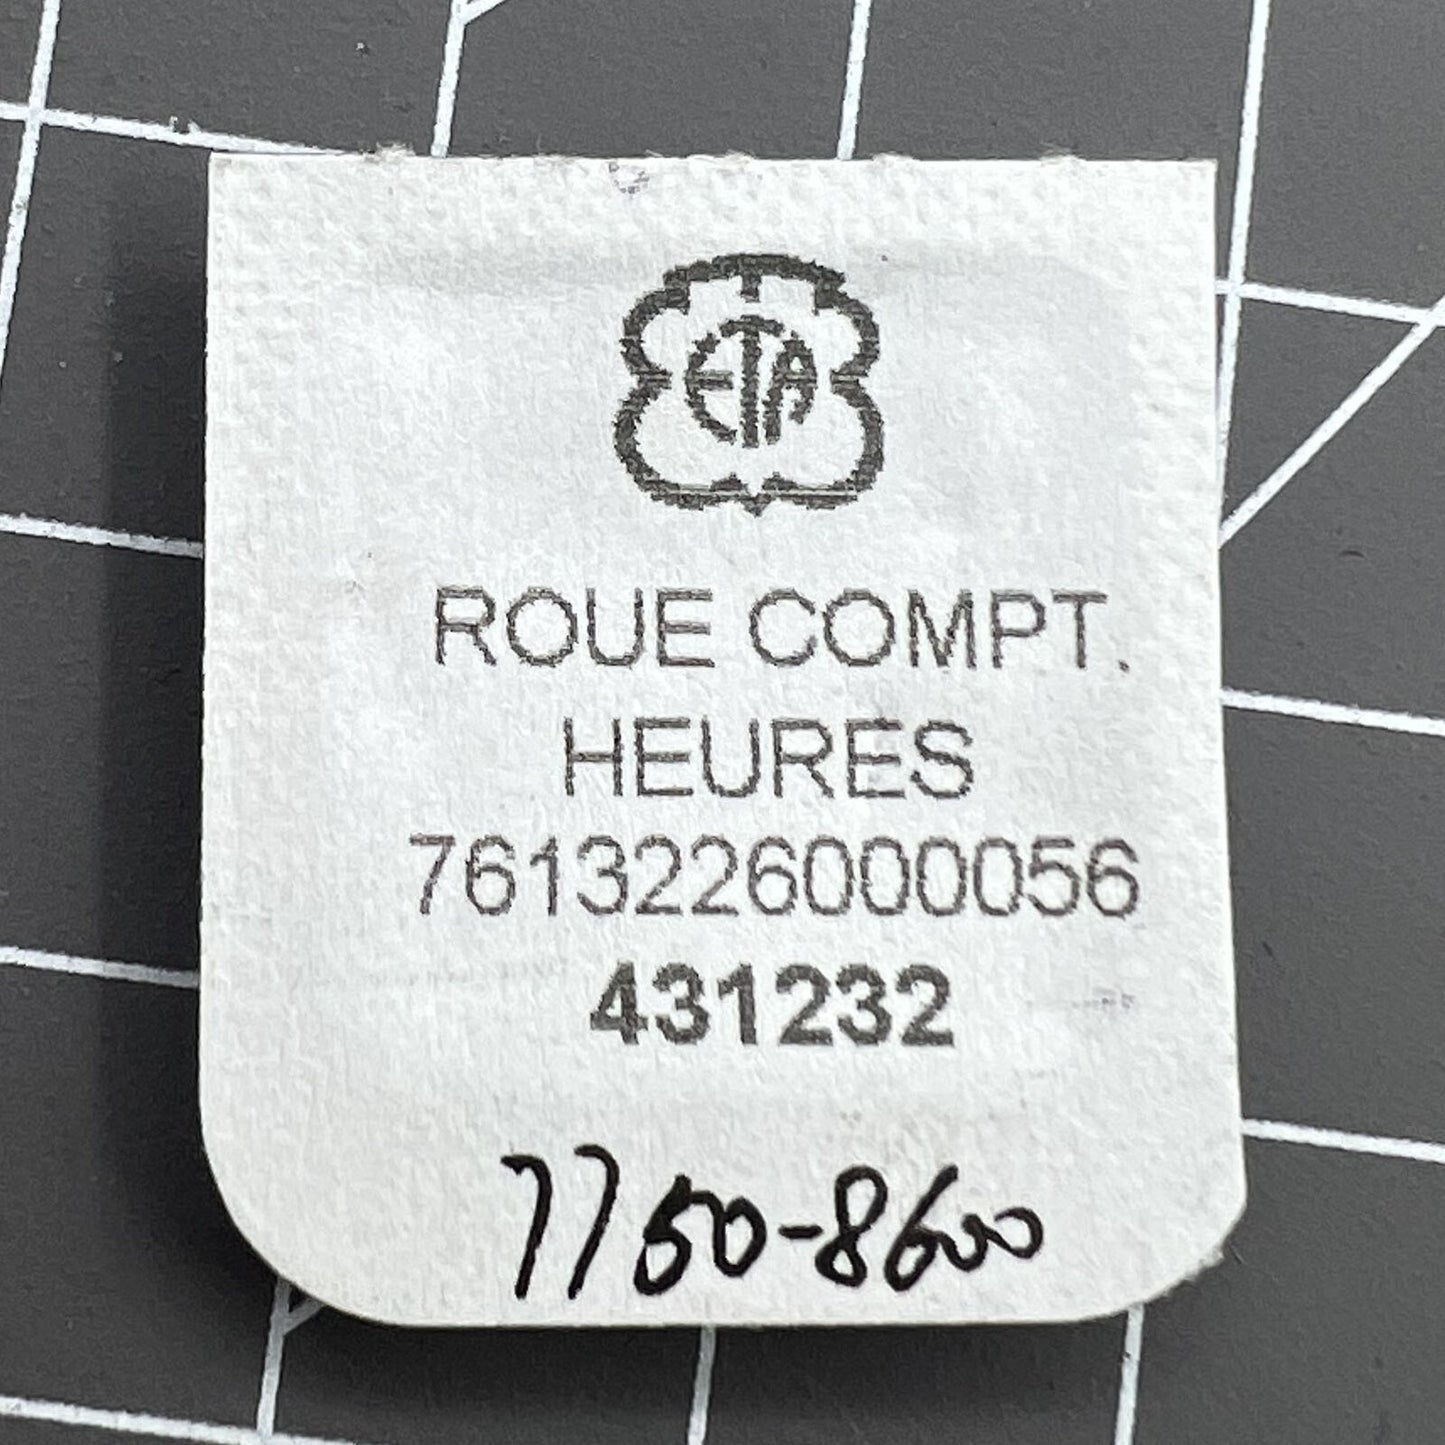 ETA
ROUE COMPT.
HEURES
7613226000056
431232
7750-8600